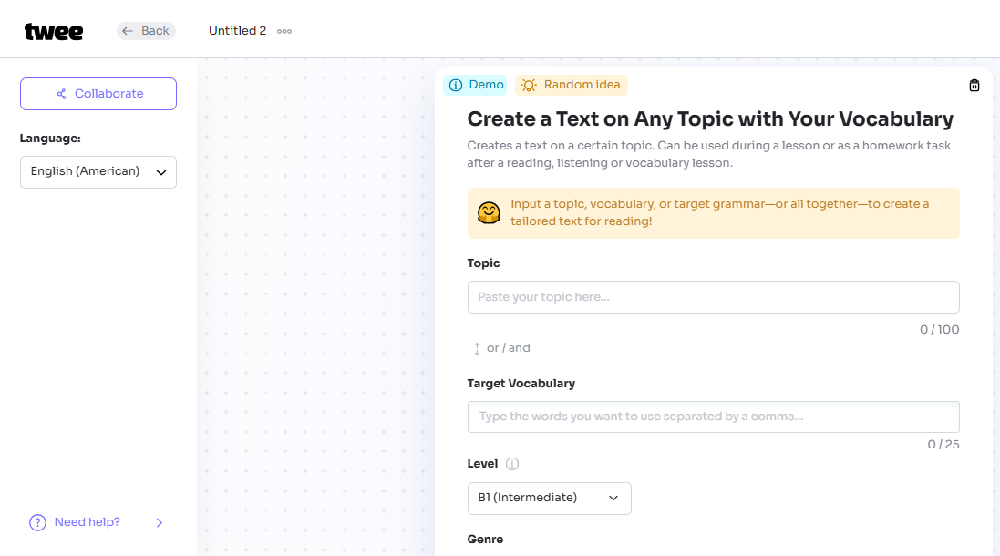 twee
Back
Untitled 2
Collaborate
Language:
English (American)
Need help?
Demo
Random idea
Create a Text on Any Topic with Your Vocabulary
Creates a text on a certain topic. Can be used during a lesson or as a homework task
after a reading, listening or vocabulary lesson.
Input a topic, vocabulary, or target grammar—or all together—to create a
tailored text for reading!
Topic
Paste your topic here...
0 / 100
or / and
Target Vocabulary
Type the words you want to use separated by a comma...
0 / 25
Level
B1 (Intermediate)
Genre